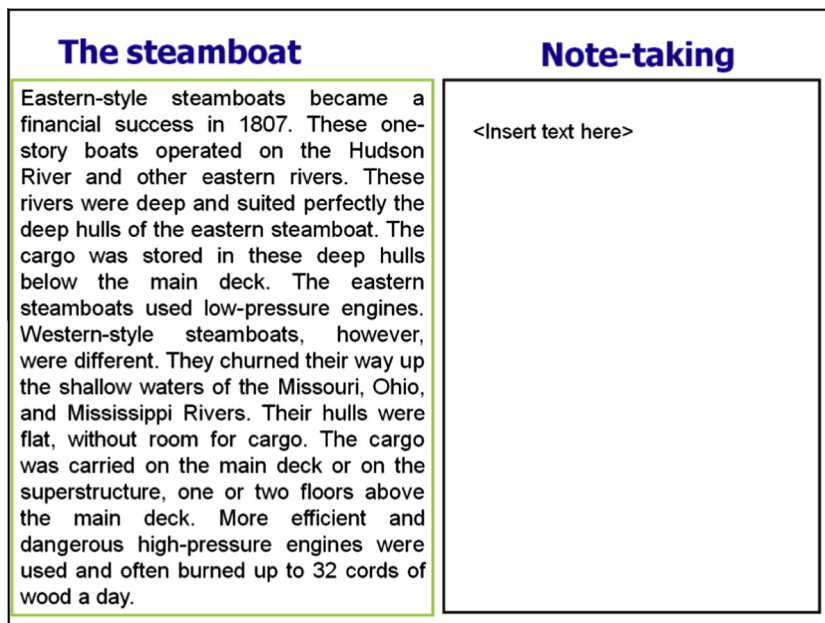 The steamboat
Eastern-style steamboats became a
financial success in 1807. These one-
story boats operated on the Hudson
River and other eastern rivers. These
rivers were deep and suited perfectly the
deep hulls of the eastern steamboat. The
cargo was stored in these deep hulls
below the main deck. The eastern
steamboats used low-pressure engines.
Western-style steamboats, however,
were different. They churned their way up
the shallow waters of the Missouri, Ohio,
and Mississippi Rivers. Their hulls were
flat, without room for cargo. The cargo
was carried on the main deck or on the
superstructure, one or two floors above
the main deck. More efficient and
dangerous high-pressure engines were
used and often burned up to 32 cords of
wood a day.
Note-taking
<Insert text here>